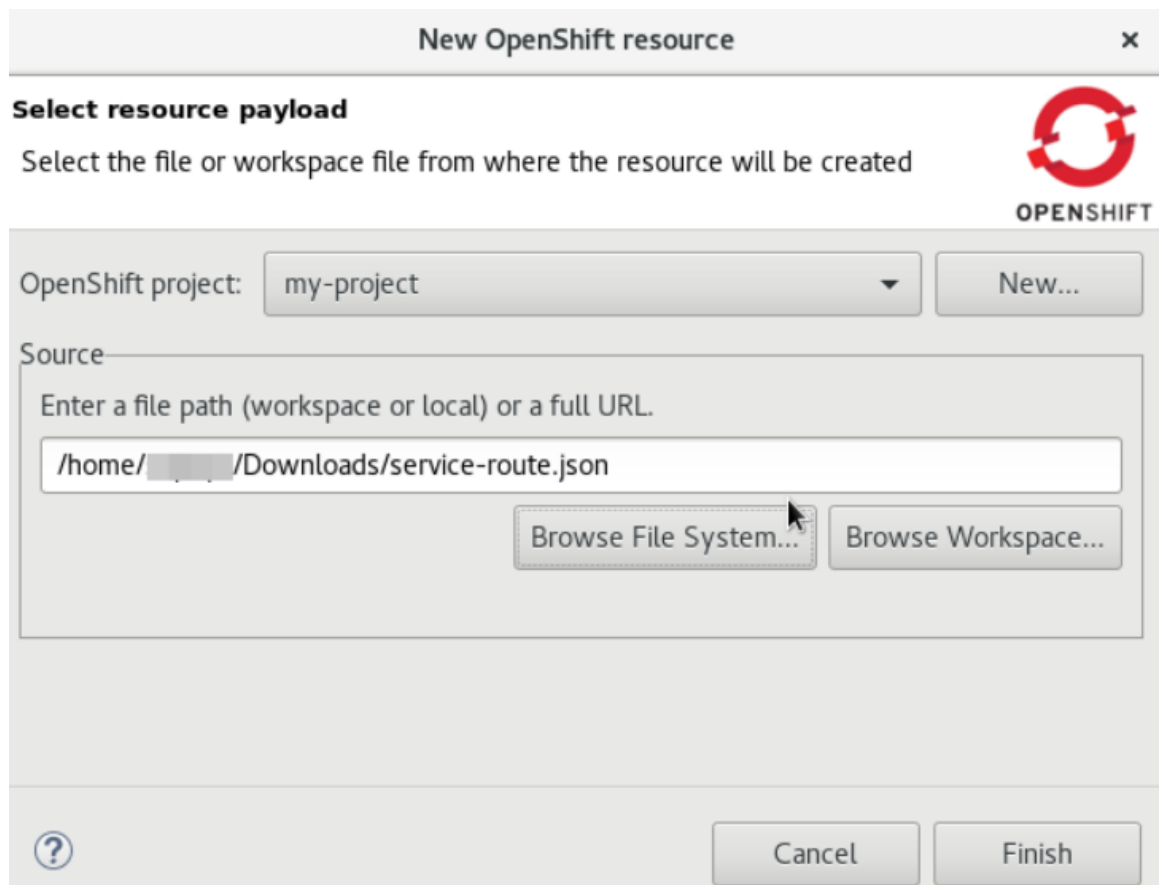 New OpenShift resource ×
Select resource payload
Select the file or workspace file from where the resource will be created
OPENSHIFT
OpenShift project: my-project New...
Source
Enter a file path (workspace or local) or a full URL.
/home/ /Downloads/service-route.json
Browse File System... Browse Workspace...
? Cancel Finish